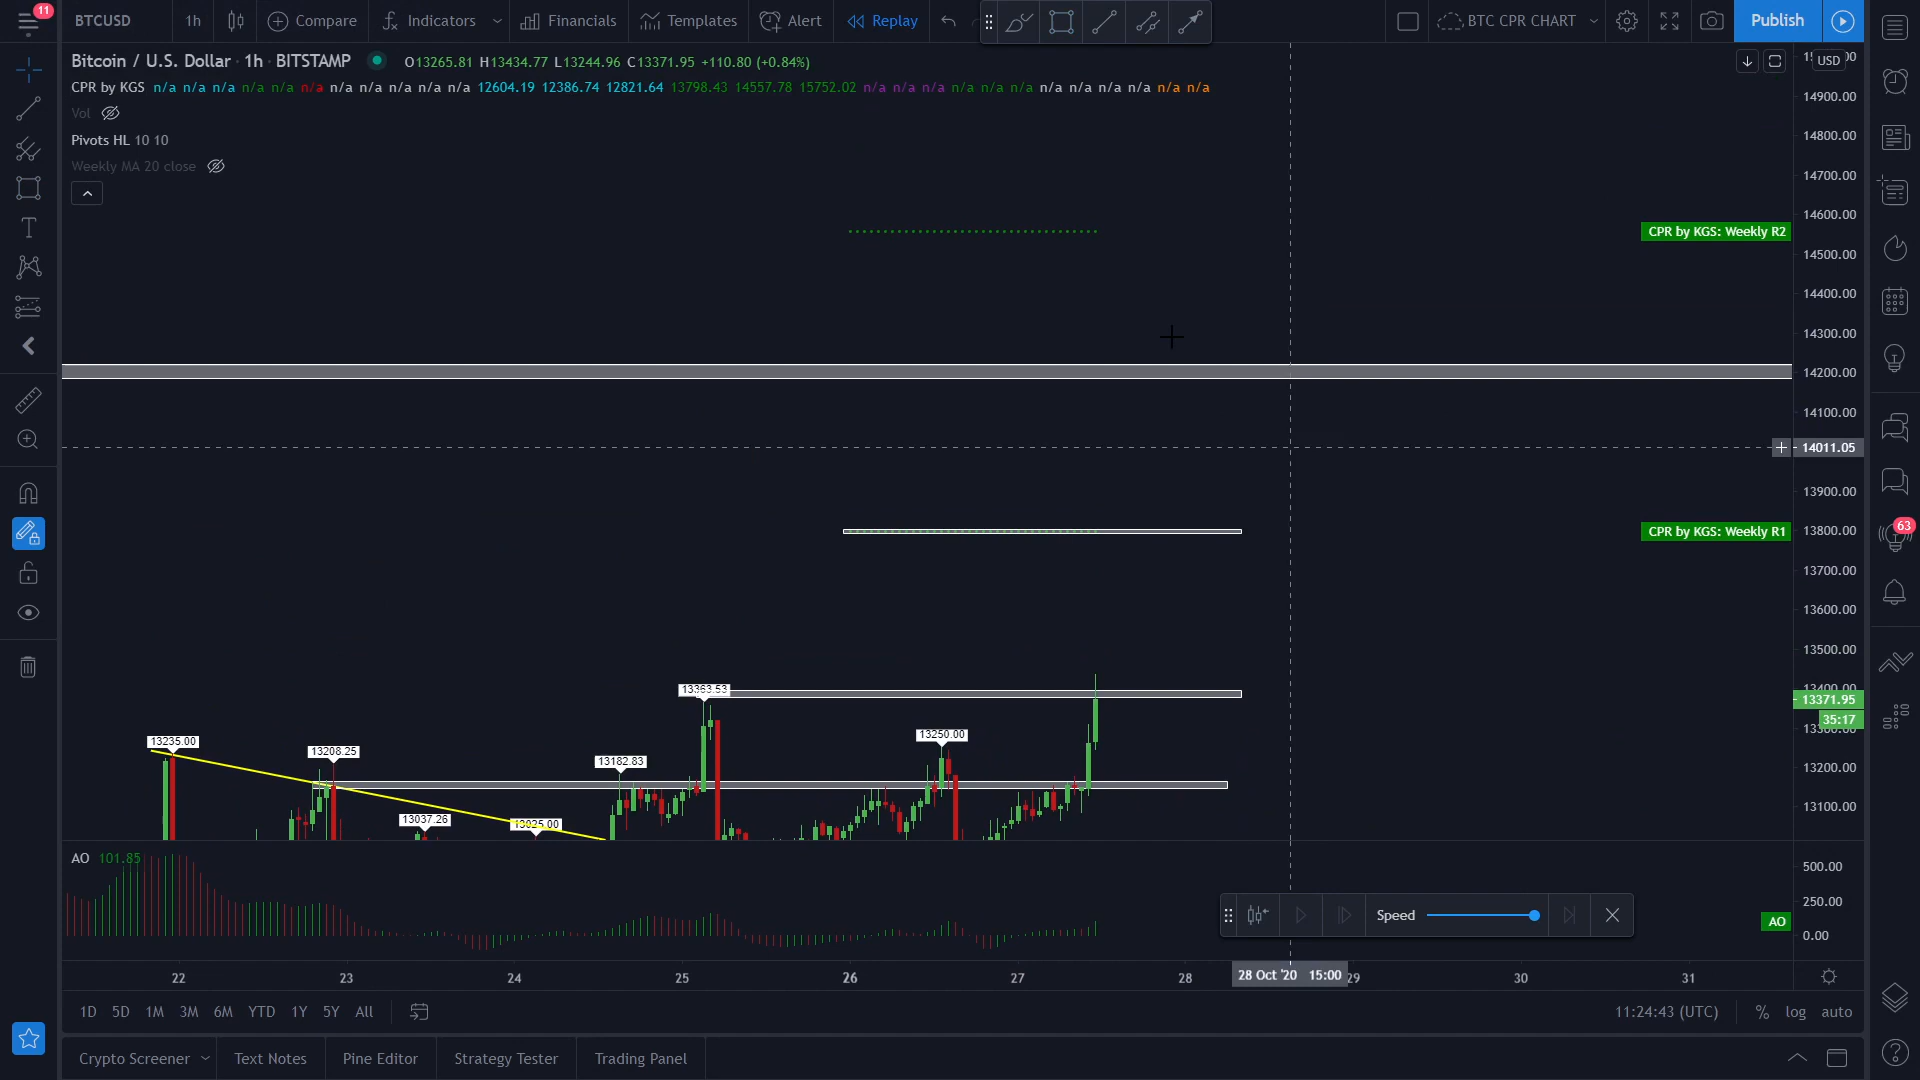 11
BTCUSD 1h Compare Indicators Financials Templates Alert Replay BTC CPR CHART Publish
Bitcoin / U.S. Dollar · 1h · BITSTAMP O13265.81 H13434.77 L13244.96 C13371.95 +110.80 (+0.84%)
USD
CPR by KGS n/a n/a n/a n/a n/a n/a n/a n/a n/a n/a n/a 12604.19 12386.74 12821.64 13798.43 14557.78 15752.02 n/a n/a n/a n/a n/a n/a n/a n/a n/a n/a n/a n/a
14900.00
Vol
14800.00
Pivots HL 10 10
Weekly MA 20 close
14700.00
14600.00
CPR by KGS: Weekly R2
14500.00
14400.00
14300.00
14200.00
14100.00
14011.05
13900.00
CPR by KGS: Weekly R1 13800.00
63
13700.00
13600.00
13500.00
13400.00
13363.53
13371.95
35:17
13300.00
13235.00 13208.25 13182.83 13250.00
13200.00
13100.00
13037.26 13025.00
AO 101.85
500.00
250.00
Speed
AO
0.00
22 23 24 25 26 27 28 28 Oct '20 15:00 29 30 31
1D 5D 1M 3M 6M YTD 1Y 5Y All 11:24:43 (UTC) % log auto
Crypto Screener Text Notes Pine Editor Strategy Tester Trading Panel